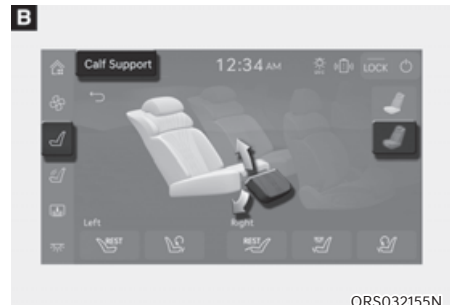 B
Calf Support
12:34 AM
LOCK
Left
Right
REST
REST
ORS032155N